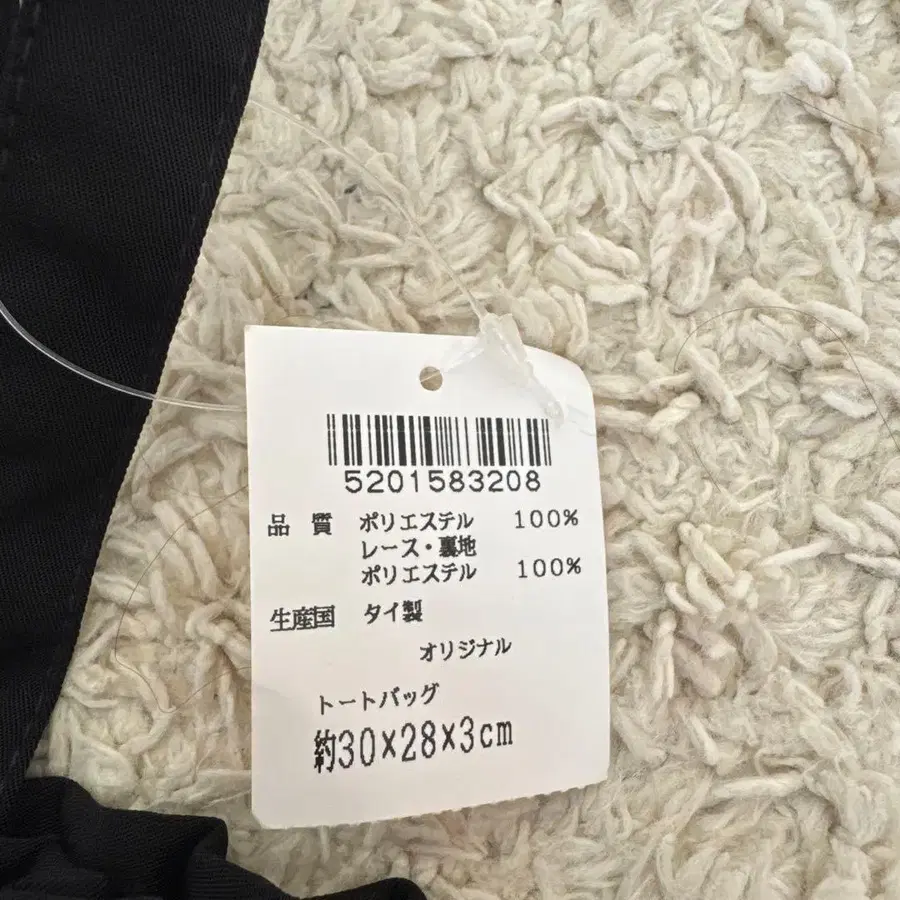 5201583208
品 質 ポリエステル 100%
レース・裏地
ポリエステル 100%
生産国 タイ製
オリジナル
トートバッグ
約30×28×3cm